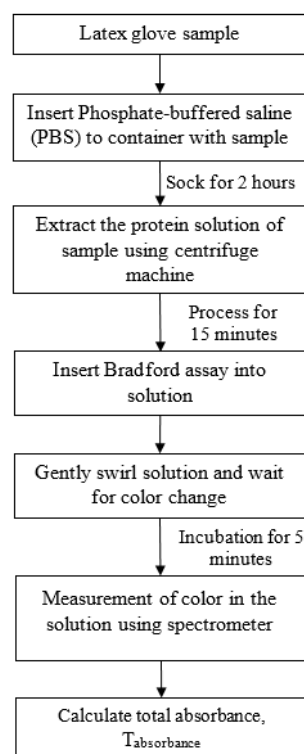 Latex glove sample
Insert Phosphate-buffered saline
(PBS) to container with sample
Sock for 2 hours
Extract the protein solution of
sample using centrifuge
machine
Process for
15 minutes
Insert Bradford assay into
solution
Gently swirl solution and wait
for color change
Incubation for 5
minutes
Measurement of color in the
solution using spectrometer
Calculate total absorbance,
Tabsorbance